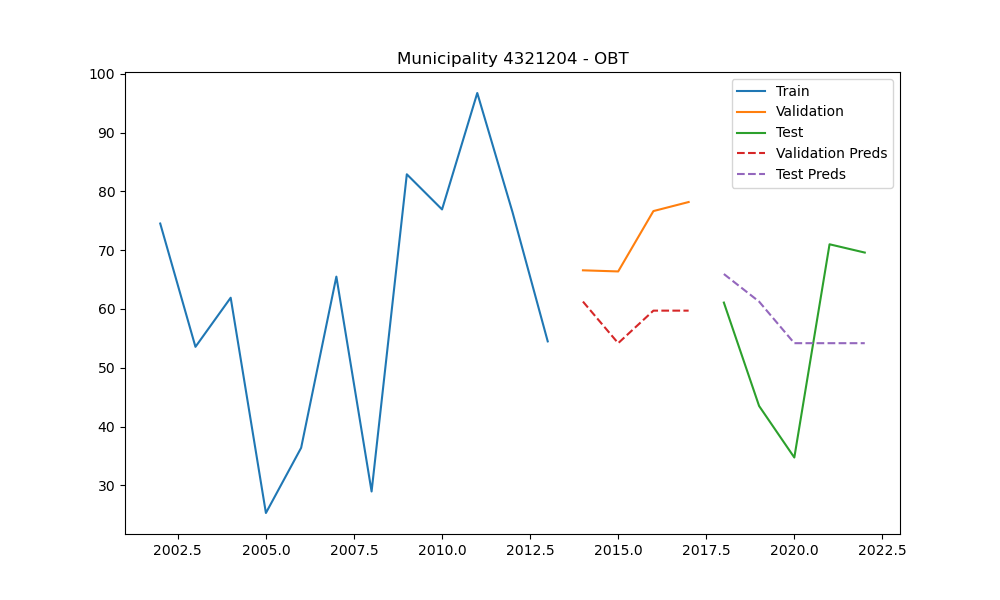 Municipality 4321204 - OBT
Train
Validation
Test
Validation Preds
Test Preds
100
90
80
70
60
50
40
30
2002.5 2005.0 2007.5 2010.0 2012.5 2015.0 2017.5 2020.0 2022.5